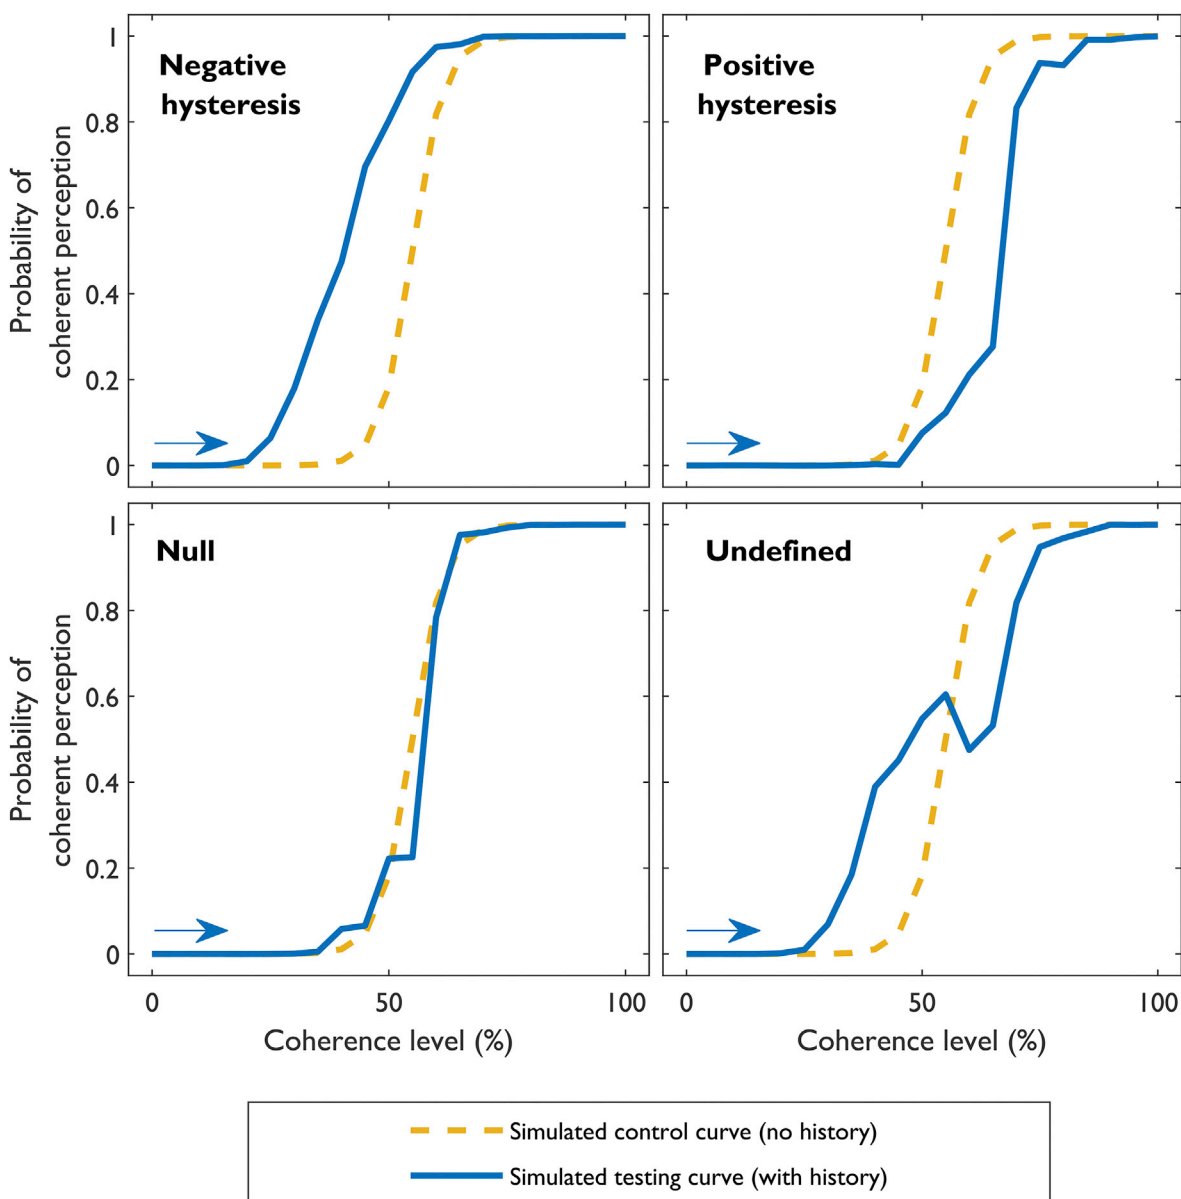 Negative
hysteresis
Positive
hysteresis
1
0.8
0.6
0.4
0.2
0
Probability of
coherent perception
Null
Undefined
1
0.8
0.6
0.4
0.2
0
Probability of
coherent perception
0 50 100
0 50 100
Coherence level (%)
Coherence level (%)
Simulated control curve (no history)
Simulated testing curve (with history)